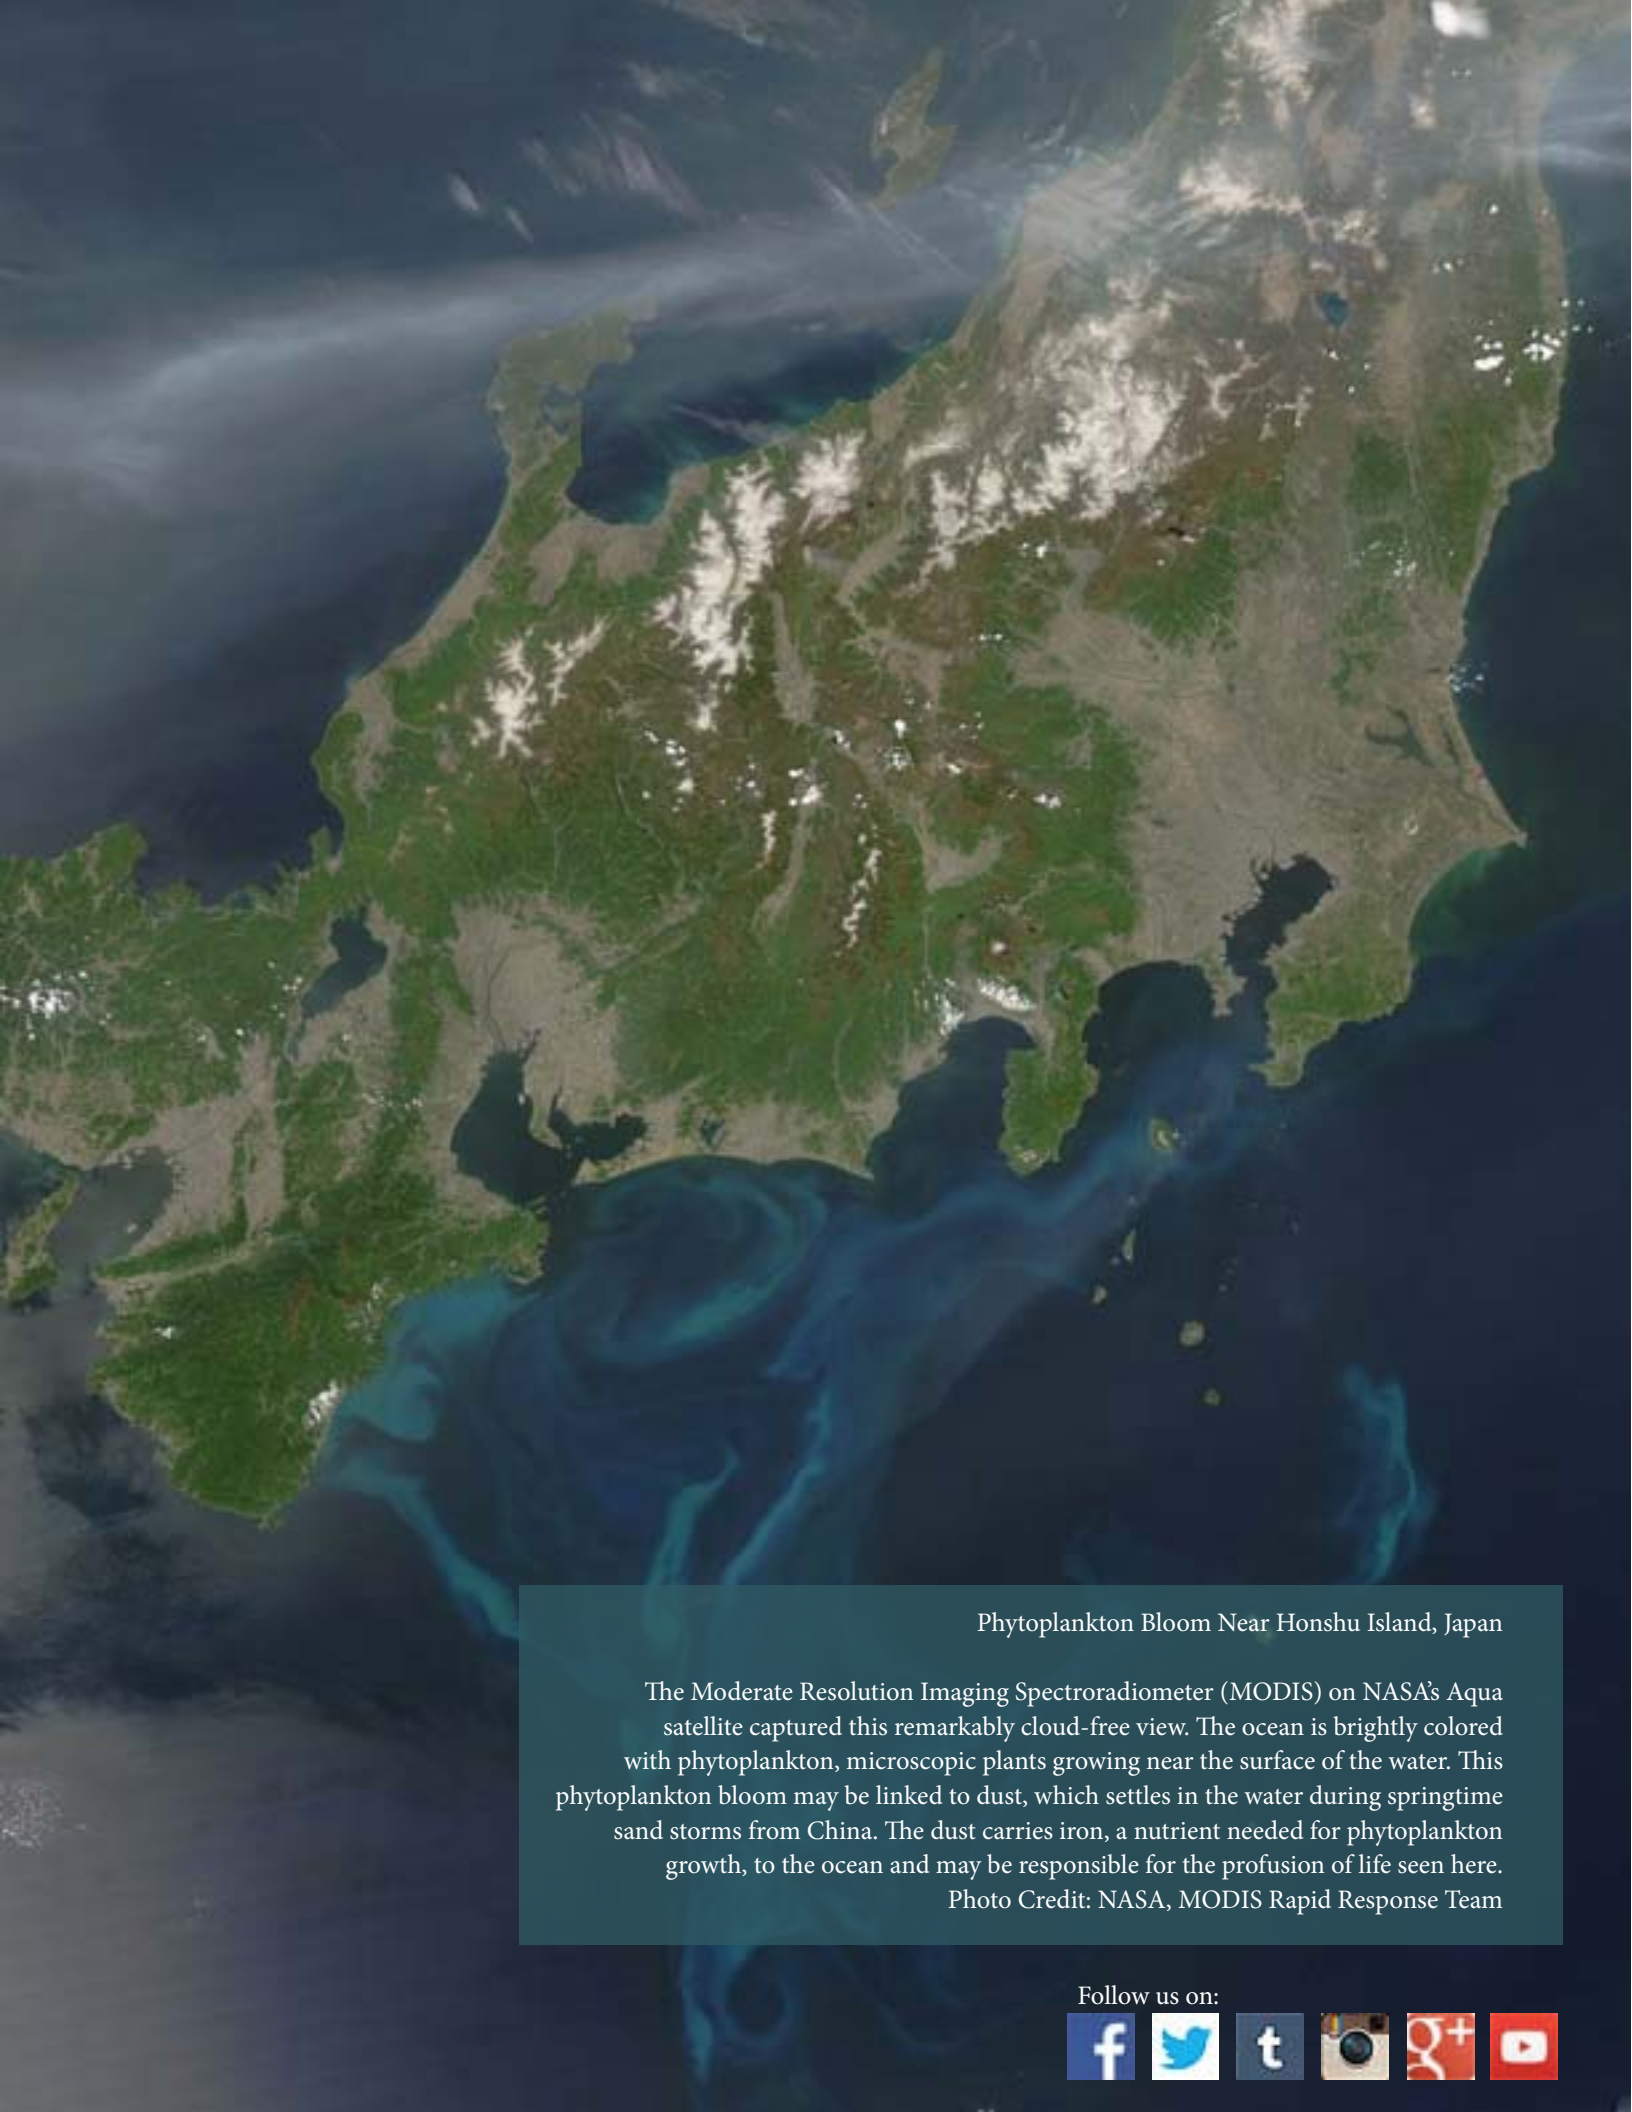 Phytoplankton Bloom Near Honshu Island, Japan
The Moderate Resolution Imaging Spectroradiometer (MODIS) on NASA's Aqua
satellite captured this remarkably cloud-free view. The ocean is brightly colored
with phytoplankton, microscopic plants growing near the surface of the water. This
phytoplankton bloom may be linked to dust, which settles in the water during springtime
sand storms from China. The dust carries iron, a nutrient needed for phytoplankton
growth, to the ocean and may be responsible for the profusion of life seen here.
Photo Credit: NASA, MODIS Rapid Response Team
Follow us on:
f t g+